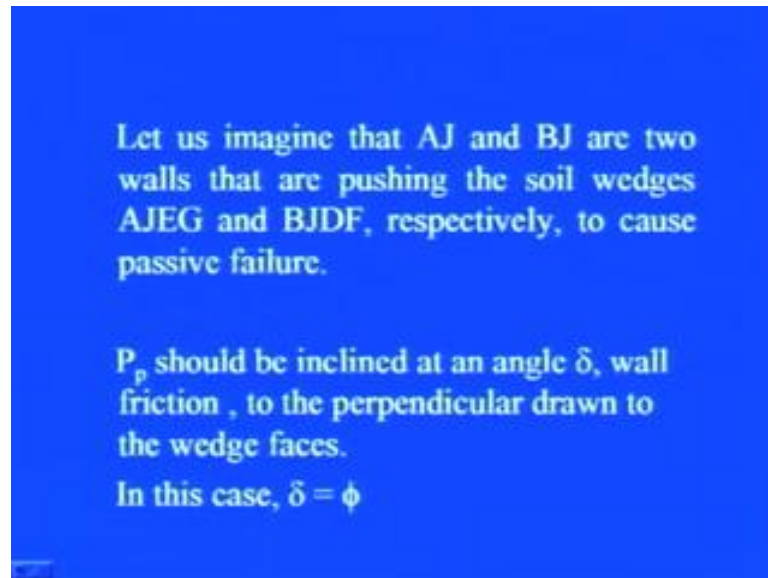 Let us imagine that AJ and BJ are two
walls that are pushing the soil wedges
AJEG and BJDF, respectively, to cause
passive failure.
Pₚ should be inclined at an angle δ, wall
friction , to the perpendicular drawn to
the wedge faces.
In this case, δ = ϕ